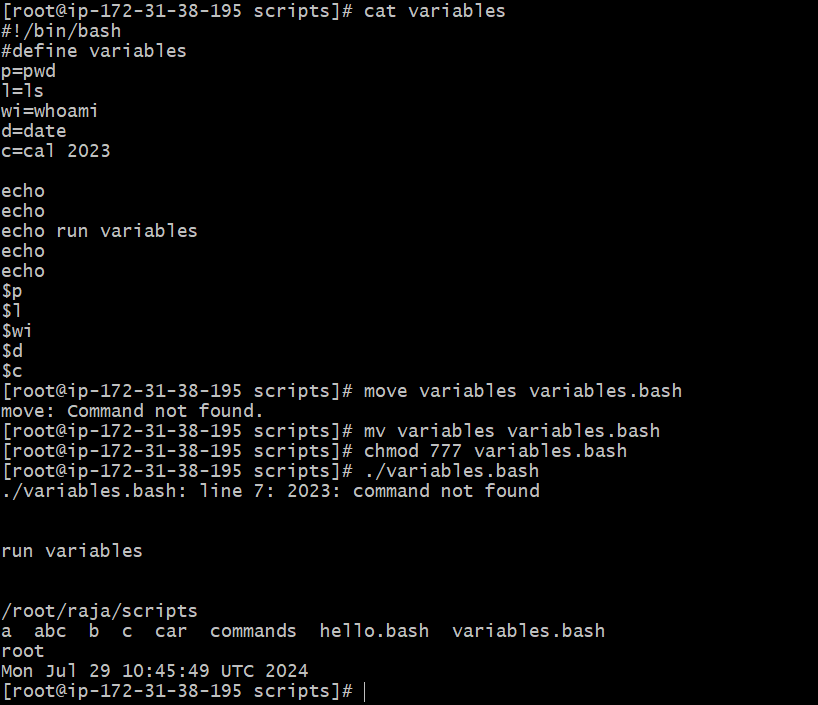 [root@ip-172-31-38-195 scripts]# cat variables
#!/bin/bash
#define variables
p=pwd
l=ls
wi=whoami
d=date
c=cal 2023
echo
echo
echo run variables
echo
echo
$p
$l
$wi
$d
$c
[root@ip-172-31-38-195 scripts]# move variables variables.bash
move: Command not found.
[root@ip-172-31-38-195 scripts]# mv variables variables.bash
[root@ip-172-31-38-195 scripts]# chmod 777 variables.bash
[root@ip-172-31-38-195 scripts]# ./variables.bash
./variables.bash: line 7: 2023: command not found
run variables
/root/raja/scripts
a  abc  b  c  car  commands  hello.bash  variables.bash
root
Mon Jul 29 10:45:49 UTC 2024
[root@ip-172-31-38-195 scripts]#